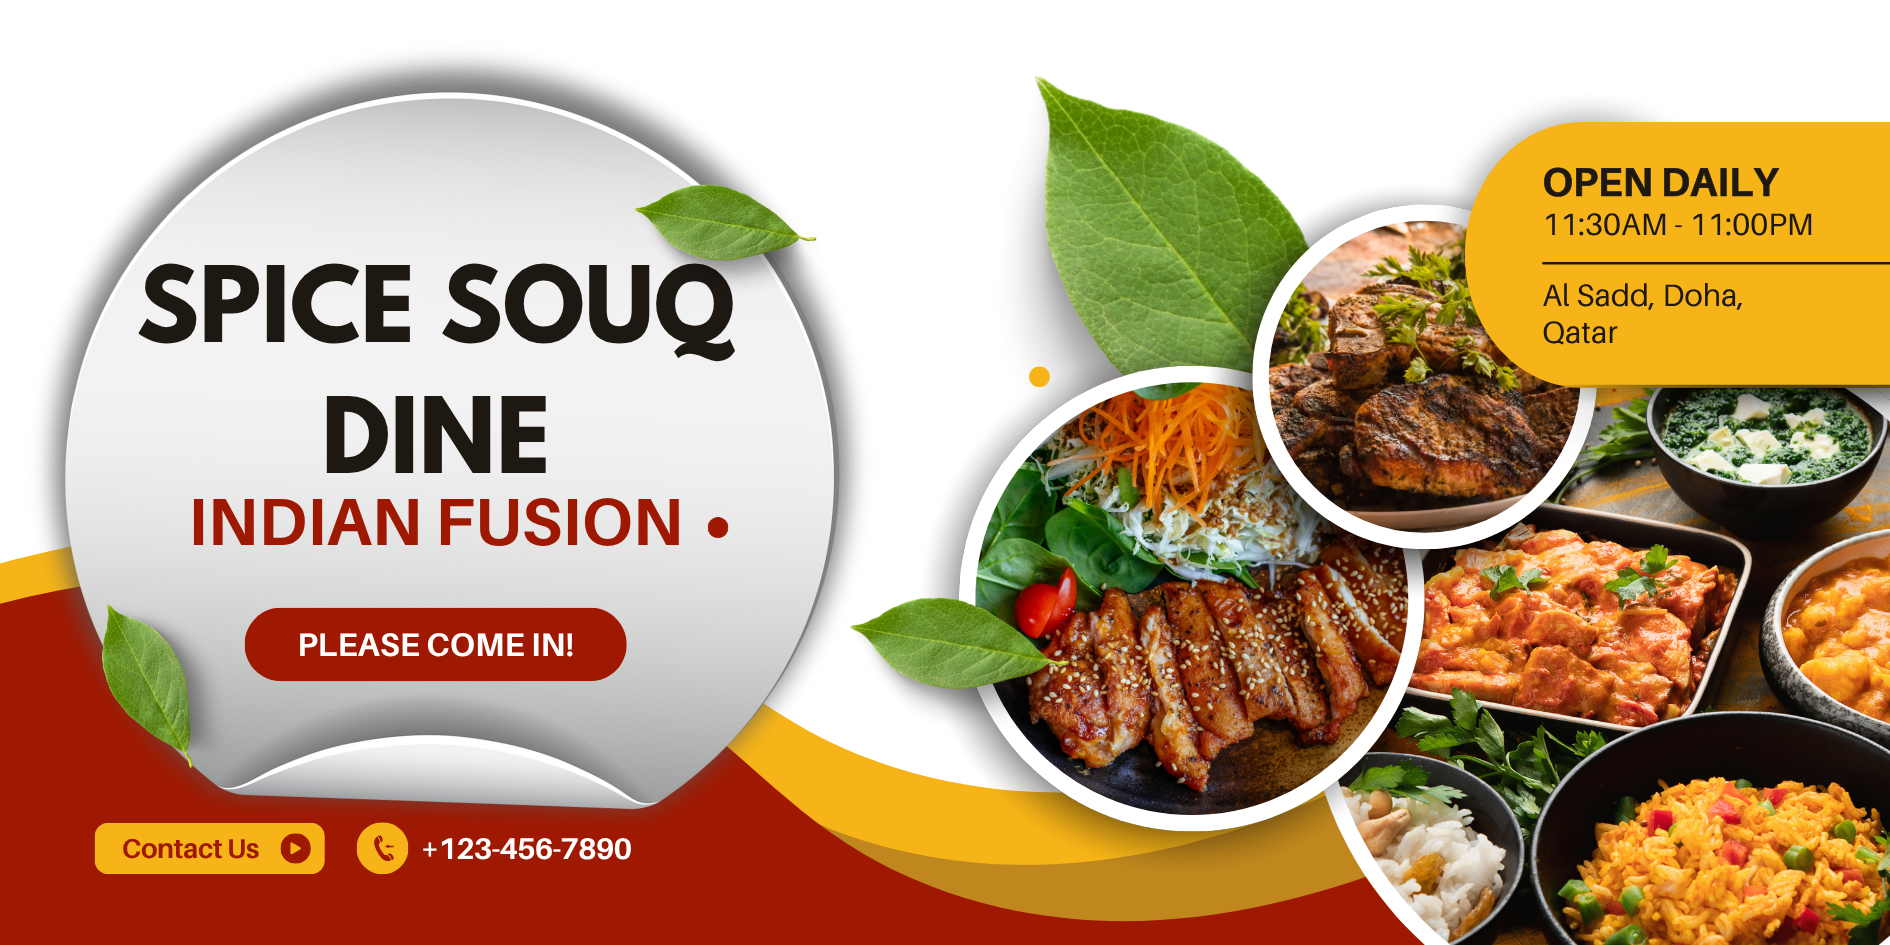 SPICE SOUQ
DINE
INDIAN FUSION •
PLEASE COME IN!
Contact Us
+123-456-7890
OPEN DAILY
11:30AM - 11:00PM
Al Sadd, Doha,
Qatar